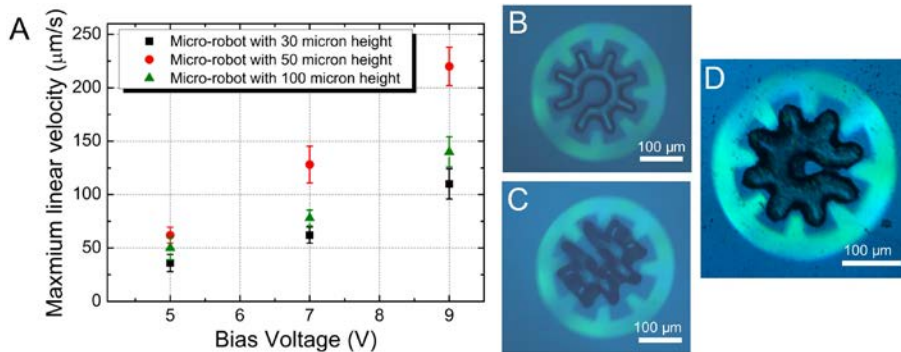 A
Maxmium linear velocity (μm/s)
250
200
150
100
50
0
Micro-robot with 30 micron height
Micro-robot with 50 micron height
Micro-robot with 100 micron height
5
6
7
8
9
Bias Voltage (V)
B
100 μm
C
100 μm
D
100 μm